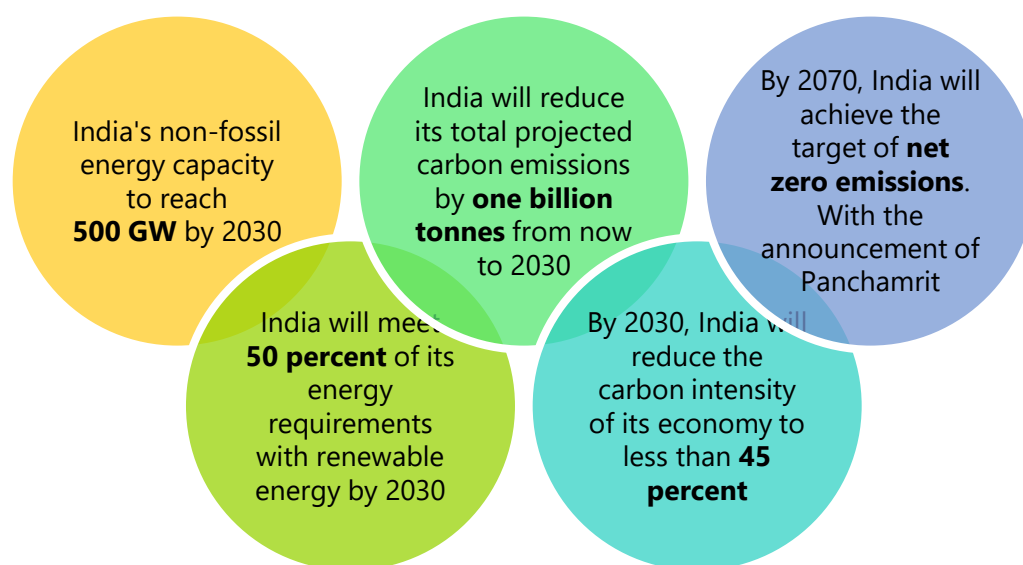 India's non-fossil
energy capacity
to reach
500 GW by 2030
India will meet
50 percent of its
energy
requirements
with renewable
energy by 2030
India will reduce
its total projected
carbon emissions
by one billion
tonnes from now
to 2030
By 2030, India will
reduce the
carbon intensity
of its economy to
less than 45
percent
By 2070, India will
achieve the
target of net
zero emissions.
With the
announcement of
Panchamrit